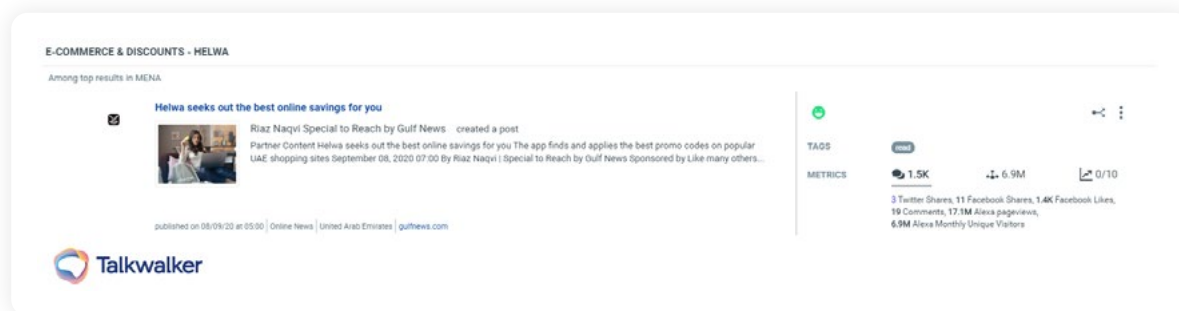 E-COMMERCE & DISCOUNTS - HELWA
Among top results in MENA
Helwa seeks out the best online savings for you
Riaz Naqvi Special to Reach by Gulf News created a post
Partner Content Helwa seeks out the best online savings for you The app finds and applies the best promo codes on popular
UAE shopping sites September 08, 2020 07:00 By Riaz Naqvi | Special to Reach by Gulf News Sponsored by Like many others...
published on 08/09/20 at 05:00 | Online News | United Arab Emirates | gulfnews.com
TAGS read
METRICS 1.5K 6.9M 0/10
3 Twitter Shares, 11 Facebook Shares, 1.4K Facebook Likes,
19 Comments, 17.1M Alexa pageviews,
6.9M Alexa Monthly Unique Visitors
Talkwalker